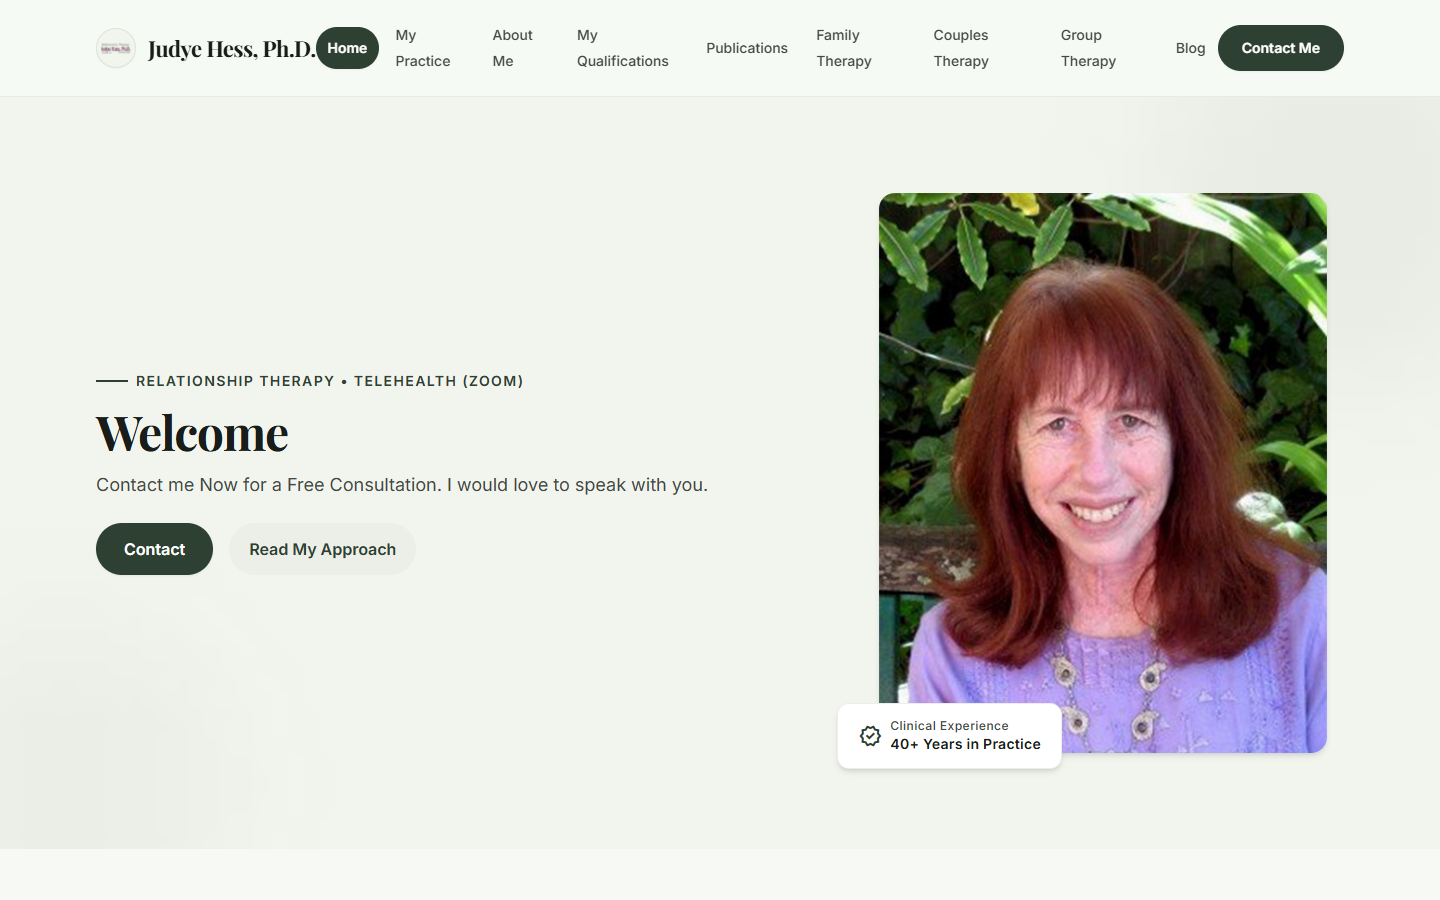 Judye Hess, Ph.D.
Home
My
Practice
About
Me
My
Qualifications
Publications
Family
Therapy
Couples
Therapy
Group
Therapy
Blog
Contact Me
RELATIONSHIP THERAPY • TELEHEALTH (ZOOM)
Welcome
Contact me Now for a Free Consultation. I would love to speak with you.
Contact
Read My Approach
Clinical Experience
40+ Years in Practice